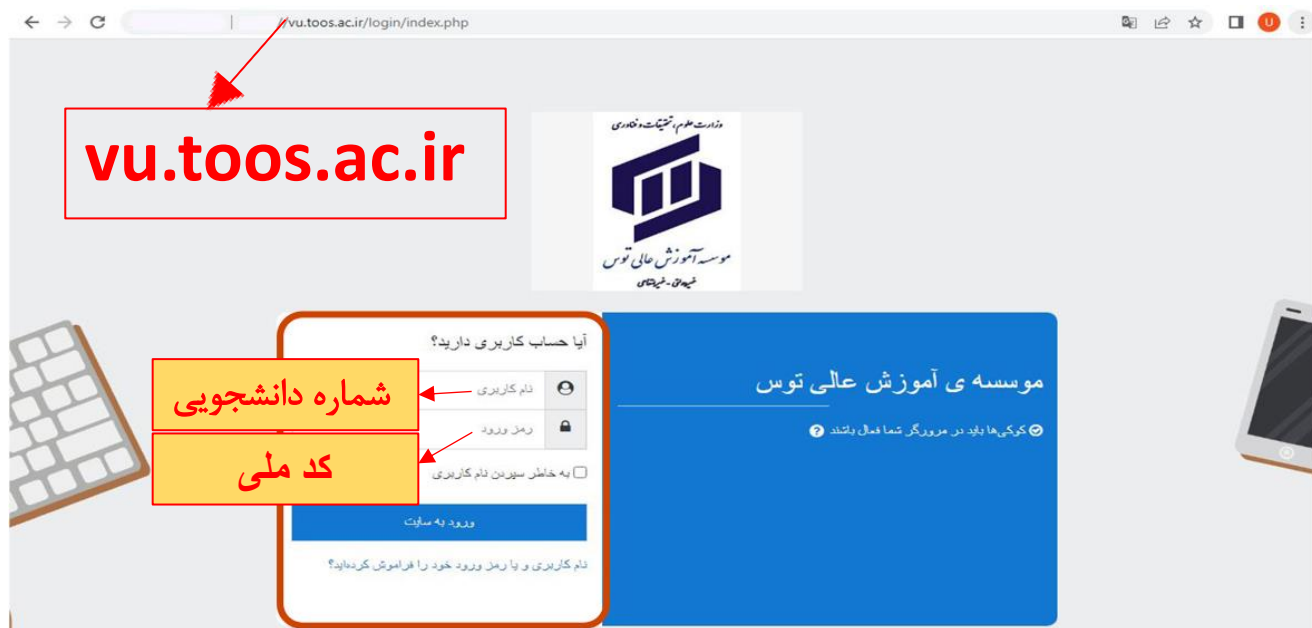 //vu.toos.ac.ir/login/index.php
U
vu.toos.ac.ir
وزارت علوم، تحقیقات و فناوری
موسسه آموزش عالی توس
غیردولتی - غیرانتفاعی
آیا حساب کاربری دارید؟
نام کاربری
شماره دانشجویی
رمز ورود
کد ملی
به خاطر سپردن نام کاربری
ورود به سایت
نام کاربری و یا رمز ورود خود را فراموش کرده‌اید؟
موسسه ی آموزش عالی توس
کوکی‌ها باید در مرورگر شما فعال باشند ?